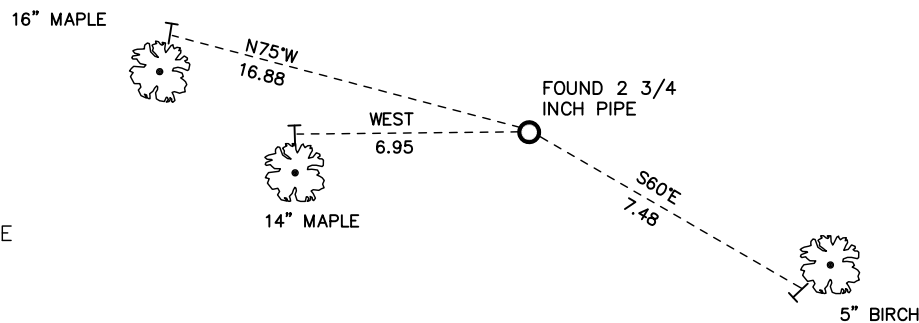 16” MAPLE
N75°W
16.88
FOUND 2 3/4
INCH PIPE
WEST
6.95
S60°E
7.48
14” MAPLE
E
5” BIRCH